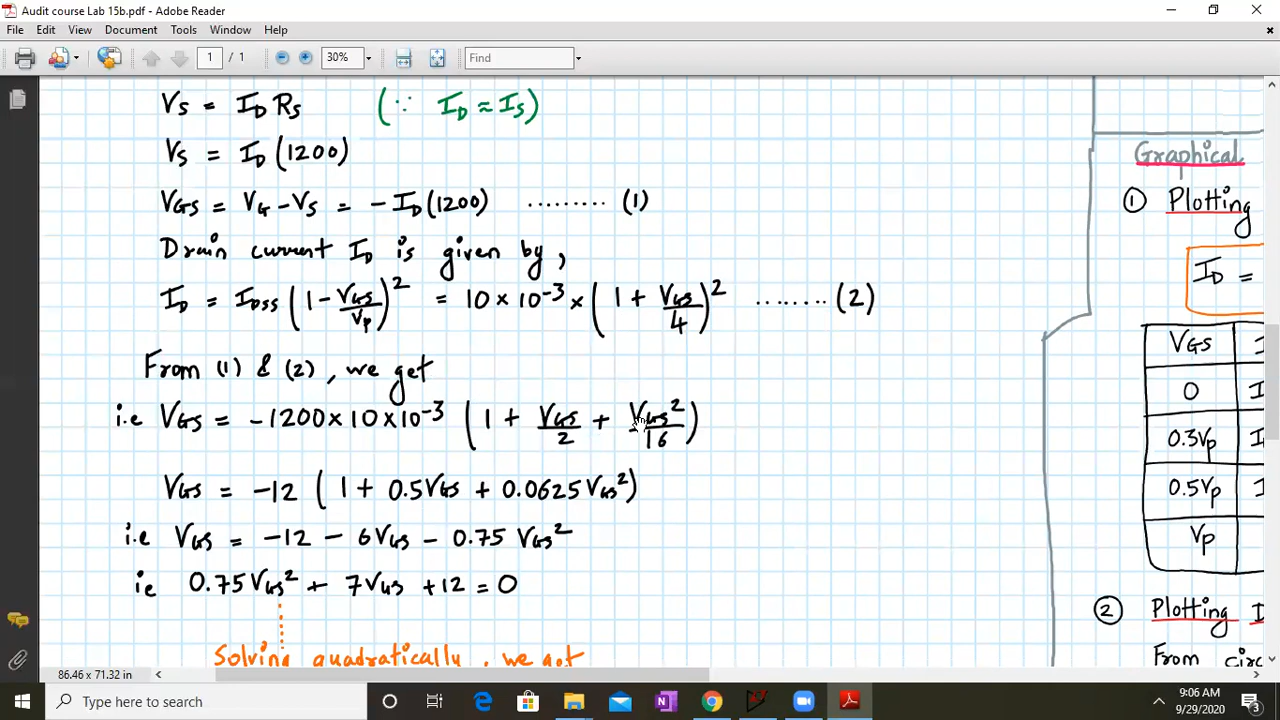 Audit course Lab 15b.pdf - Adobe Reader
File Edit View Document Tools Window Help
1 / 1 30% Find
VS = ID RS (∵ ID ≈ IS)
VS = ID (1200)
VGS = VG - VS = - ID (1200) ......... (1)
Drain current ID is given by,
ID = IDSS (1 - VGS/VP)² = 10 × 10⁻³ × (1 + VGS/4)² ........ (2)
From (1) & (2), we get
i.e VGS = -1200 × 10 × 10⁻³ (1 + VGS/2 + VGS²/16)
VGS = -12 (1 + 0.5VGS + 0.0625 VGS²)
i.e VGS = -12 - 6VGS - 0.75 VGS²
ie 0.75 VGS² + 7VGS + 12 = 0
Solving quadratically, we get
Graphical
① Plotting
ID =
VGS I
0 I
0.3VP I
0.5VP I
VP
② Plotting
From circ
86.46 x 71.32 in
Type here to search
9:06 AM
9/29/2020
3